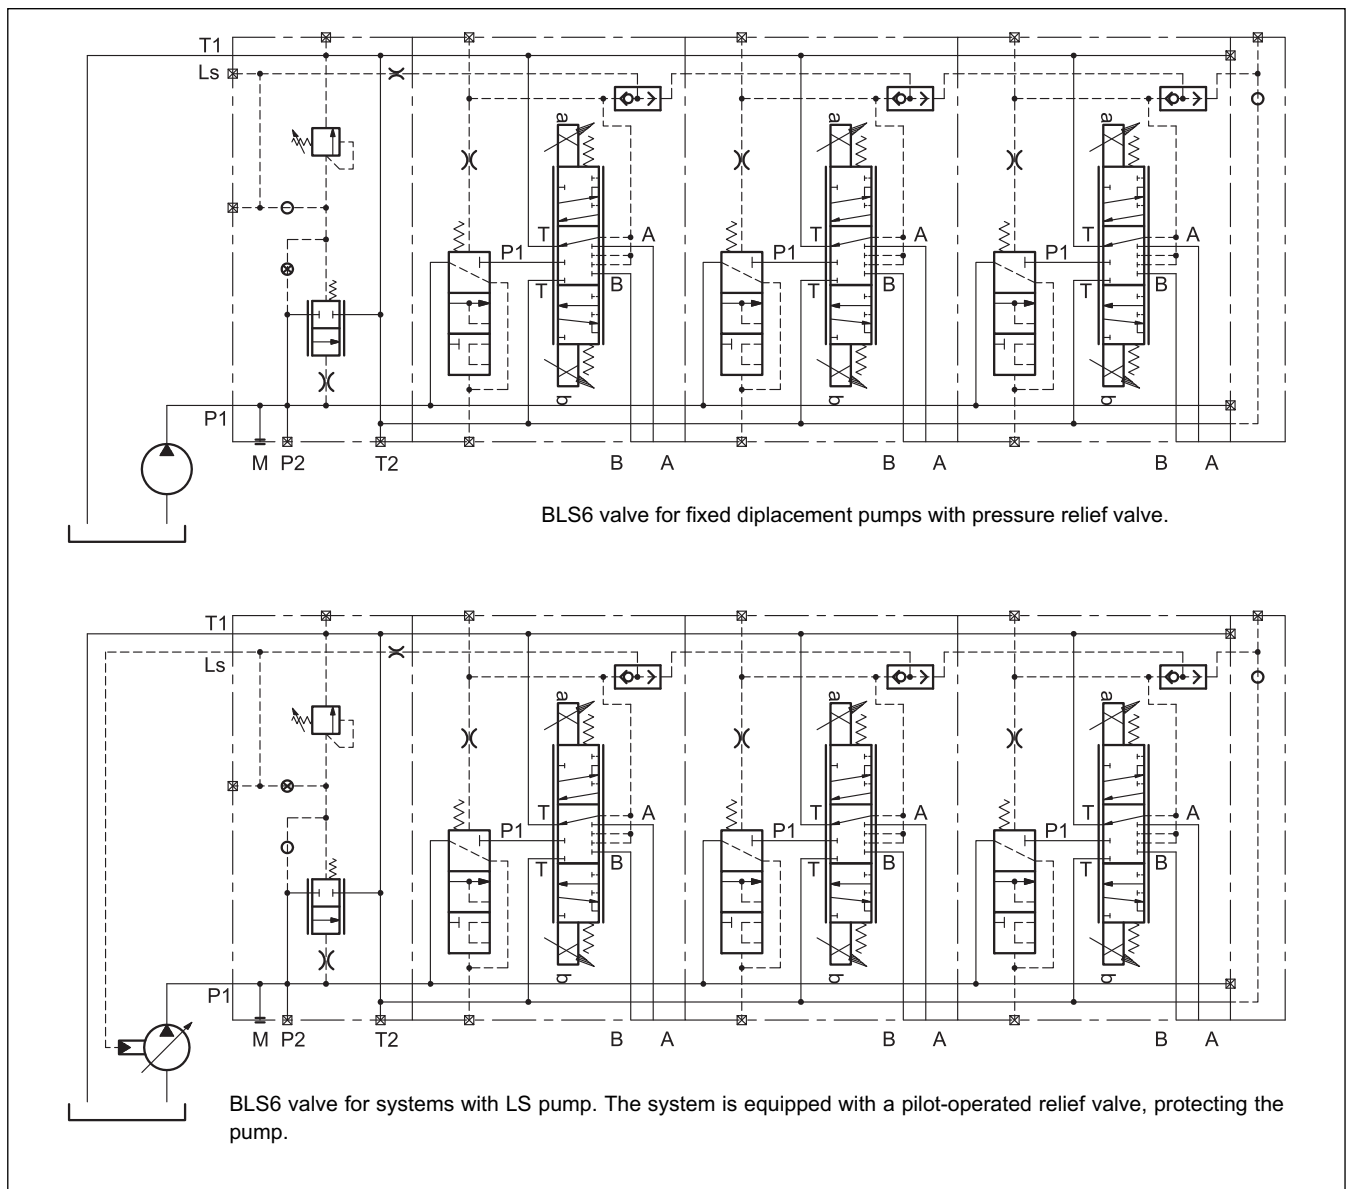 T1
Ls
a
a
a
T
P1
A
T
P1
A
T
P1
A
T
B
T
B
T
B
b
b
b
P1
M P2 T2 B A B A B A
BLS6 valve for fixed diplacement pumps with pressure relief valve.
T1
Ls
a
a
a
T
P1
A
T
P1
A
T
P1
A
T
B
T
B
T
B
b
b
b
P1
M P2 T2 B A B A B A
BLS6 valve for systems with LS pump. The system is equipped with a pilot-operated relief valve, protecting the
pump.